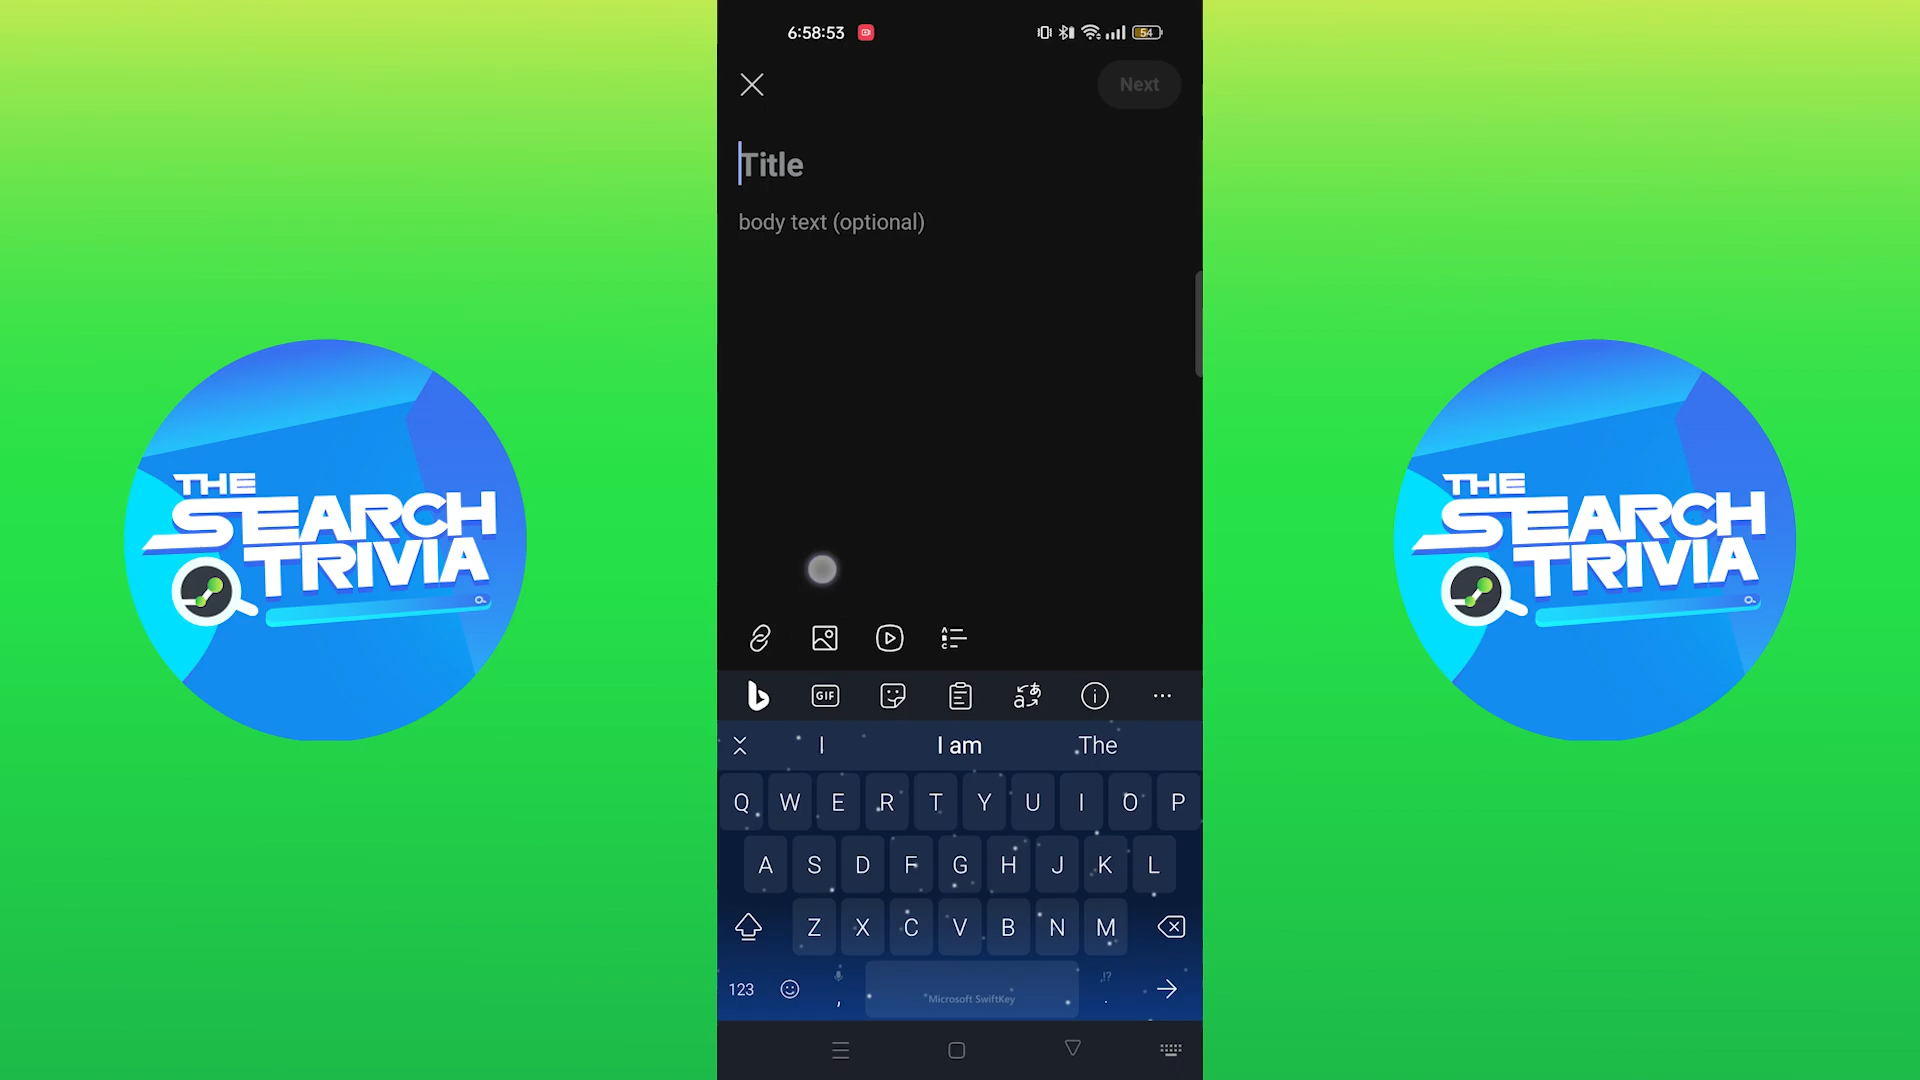 6:58:53
54
Next
Title
body text (optional)
THE
SEARCH
TRIVIA
THE
SEARCH
TRIVIA
GIF
I
I am
The
Q W E R T Y U I O P
A S D F G H J K L
Z X C V B N M
123 , Microsoft SwiftKey . ,!?